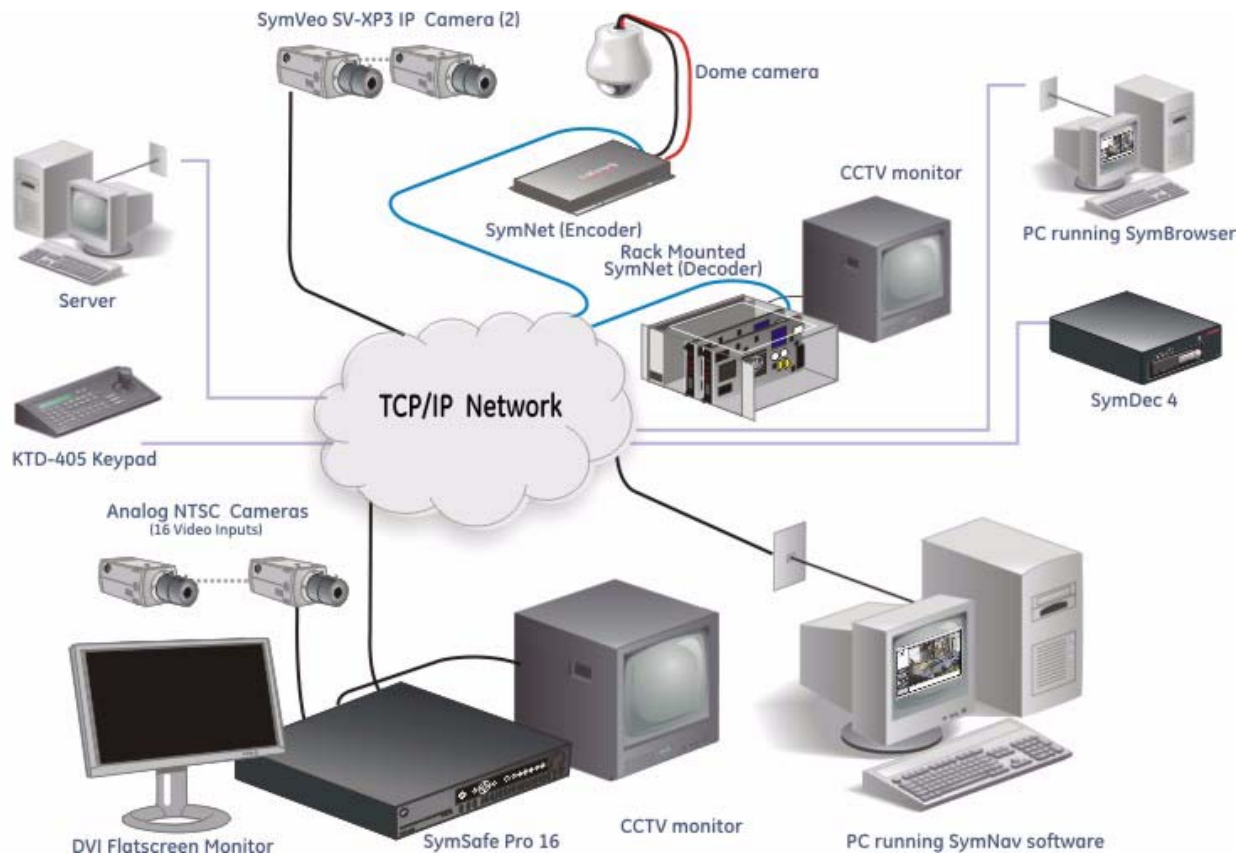 SymVeo SV-XP3 IP Camera (2)
Dome camera
CCTV monitor
SymNet (Encoder)
PC running SymBrowser
Rack Mounted
SymNet (Decoder)
Server
TCP/IP Network
SymDec 4
KTD-405 Keypad
Analog NTSC Cameras
(16 Video Inputs)
CCTV monitor
SymSafe Pro 16
PC running SymNav software
DVI Flatscreen Monitor